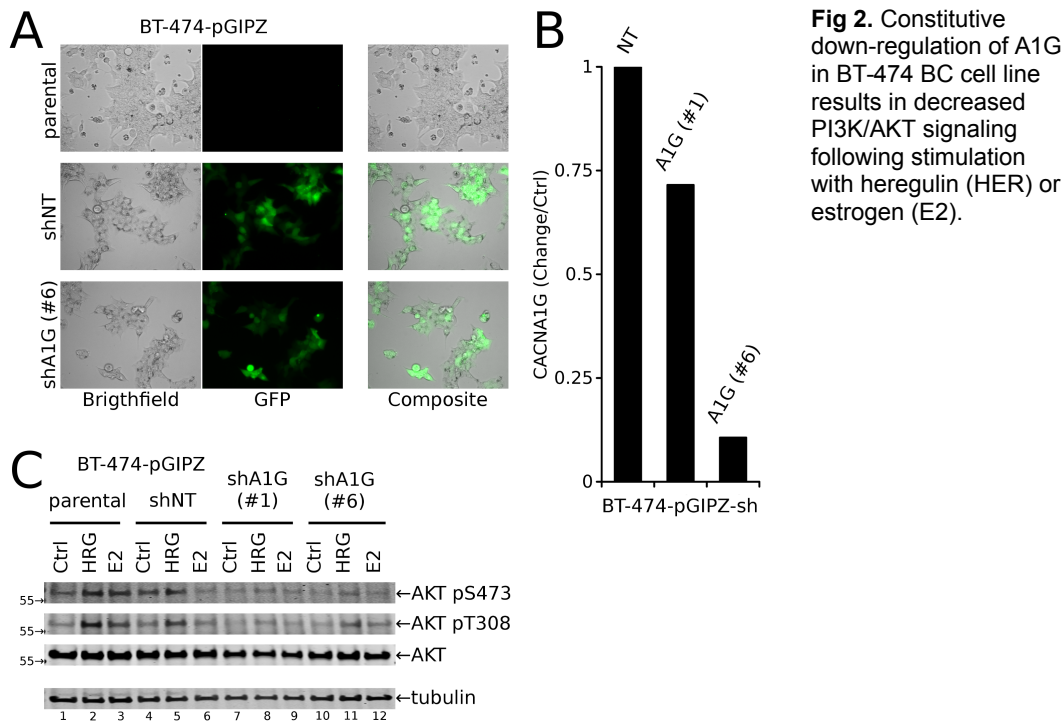 A
BT-474-pGIPZ
parental
shNT
shA1G (#6)
Brigthfield GFP Composite
B
NT
A1G (#1)
A1G (#6)
1
0.75
0.5
0.25
0
CACNA1G (Change/Ctrl)
BT-474-pGIPZ-sh
Fig 2. Constitutive
down-regulation of A1G
in BT-474 BC cell line
results in decreased
PI3K/AKT signaling
following stimulation
with heregulin (HER) or
estrogen (E2).
C
BT-474-pGIPZ
parental shNT shA1G (#1) shA1G (#6)
Ctrl HRG E2 Ctrl HRG E2 Ctrl HRG E2 Ctrl HRG E2
55→ ←AKT pS473
55→ ←AKT pT308
55→ ←AKT
←tubulin
1 2 3 4 5 6 7 8 9 10 11 12